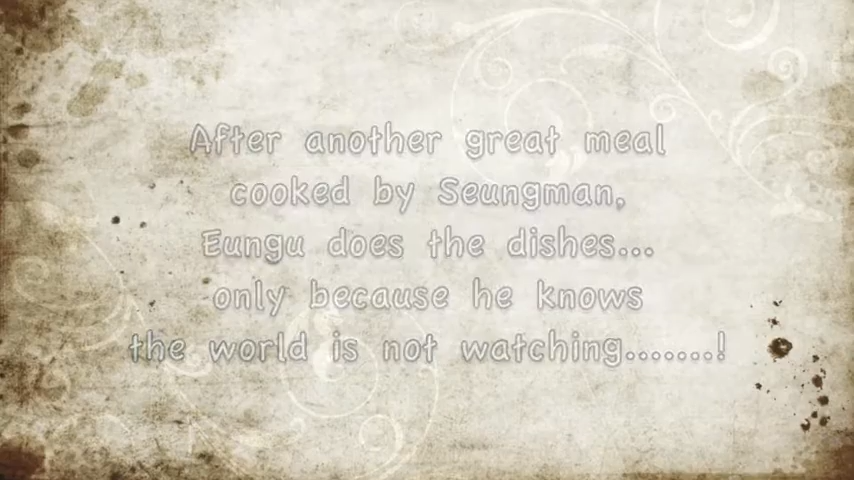 After another great meal
cooked by Seungman,
Eungu does the dishes...
only because he knows
the world is not watching.......!